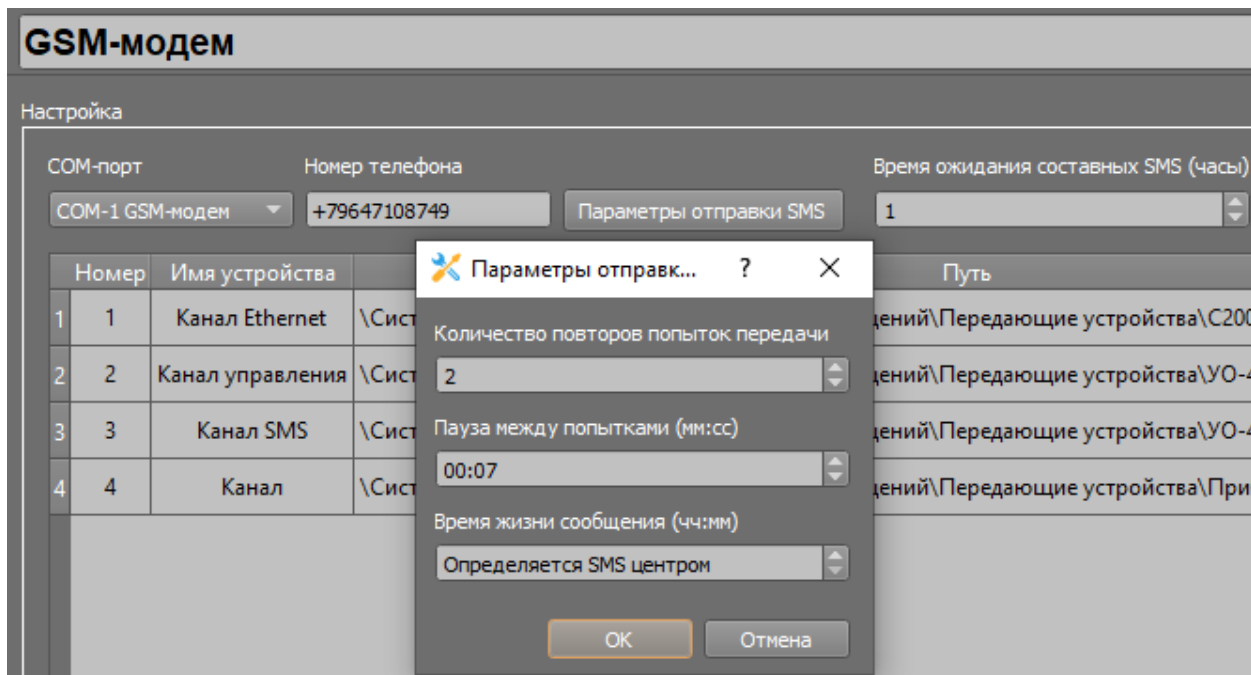 GSM-модем
Настройка
COM-порт Номер телефона Время ожидания составных SMS (часы)
COM-1 GSM-модем +79647108749 Параметры отправки SMS 1
Номер Имя устройства Путь
1 1 Канал Ethernet \Сист дений\Передающие устройства\С200
2 2 Канал управления \Сист дений\Передающие устройства\УО-4
3 3 Канал SMS \Сист дений\Передающие устройства\УО-4
4 4 Канал \Сист дений\Передающие устройства\При
Параметры отправк... ?
Количество повторов попыток передачи
2
Пауза между попытками (мм:сс)
00:07
Время жизни сообщения (чч:мм)
Определяется SMS центром
OK Отмена